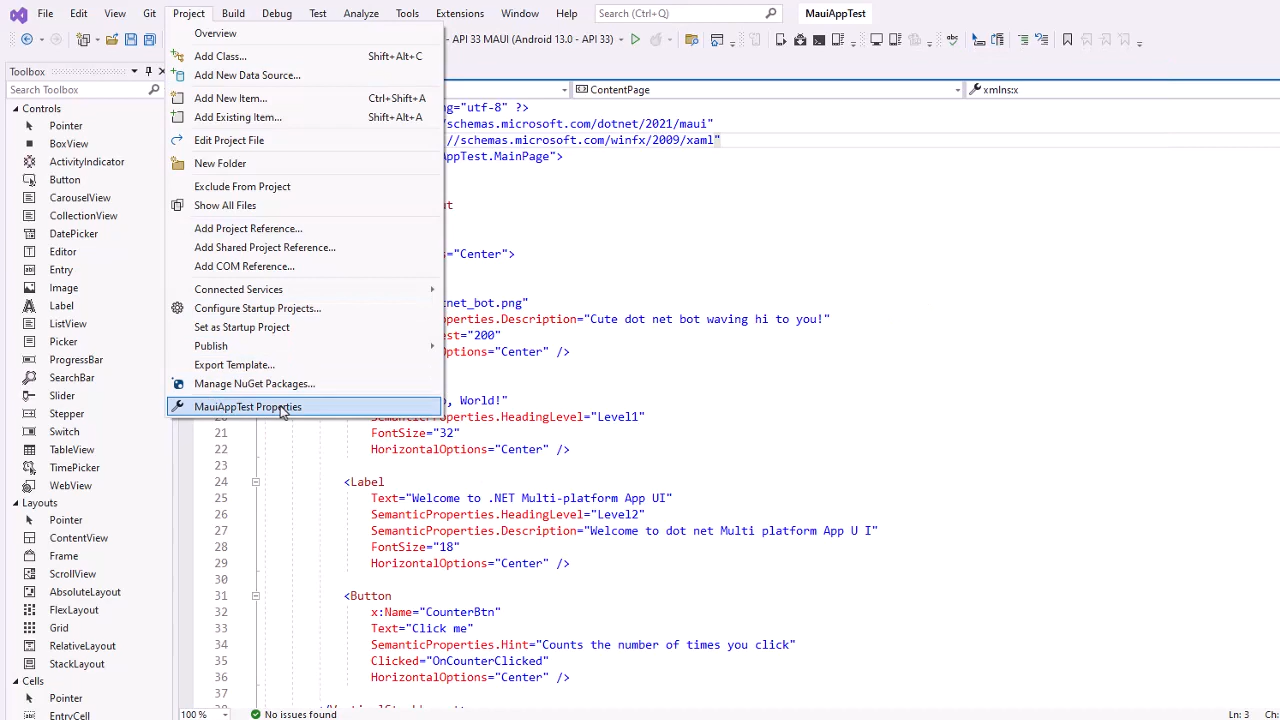 File Edit View Git Project Build Debug Test Analyze Tools Extensions Window Help Search (Ctrl+Q) MauiAppTest
API 33 MAUI (Android 13.0 - API 33)
Toolbox
Search Toolbox
Controls
Pointer
BoxView
ActivityIndicator
Button
CarouselView
CollectionView
DatePicker
Editor
Entry
Image
Label
ListView
Picker
ProgressBar
SearchBar
Slider
Stepper
Switch
TableView
TimePicker
WebView
Layouts
Pointer
ContentView
Frame
ScrollView
AbsoluteLayout
FlexLayout
Grid
RelativeLayout
StackLayout
Cells
Pointer
EntryCell
Overview
Add Class... Shift+Alt+C
Add New Data Source...
Add New Item... Ctrl+Shift+A
Add Existing Item... Shift+Alt+A
Edit Project File
New Folder
Exclude From Project
Show All Files
Add Project Reference...
Add Shared Project Reference...
Add COM Reference...
Connected Services
Configure Startup Projects...
Set as Startup Project
Publish
Export Template...
Manage NuGet Packages...
MauiAppTest Properties
ContentPage xmlns:x
ng="utf-8" ?>
/schemas.microsoft.com/dotnet/2021/maui"
//schemas.microsoft.com/winfx/2009/xaml"
AppTest.MainPage">
ut
s="Center">
tnet_bot.png"
roperties.Description="Cute dot net bot waving hi to you!"
est="200"
lOptions="Center" />
o, World!"
20 SemanticProperties.HeadingLevel="Level1"
21 FontSize="32"
22 HorizontalOptions="Center" />
23
24 <Label
25 Text="Welcome to .NET Multi-platform App UI"
26 SemanticProperties.HeadingLevel="Level2"
27 SemanticProperties.Description="Welcome to dot net Multi platform App U I"
28 FontSize="18"
29 HorizontalOptions="Center" />
30
31 <Button
32 x:Name="CounterBtn"
33 Text="Click me"
34 SemanticProperties.Hint="Counts the number of times you click"
35 Clicked="OnCounterClicked"
36 HorizontalOptions="Center" />
37
100 % No issues found Ln: 3 Ch: